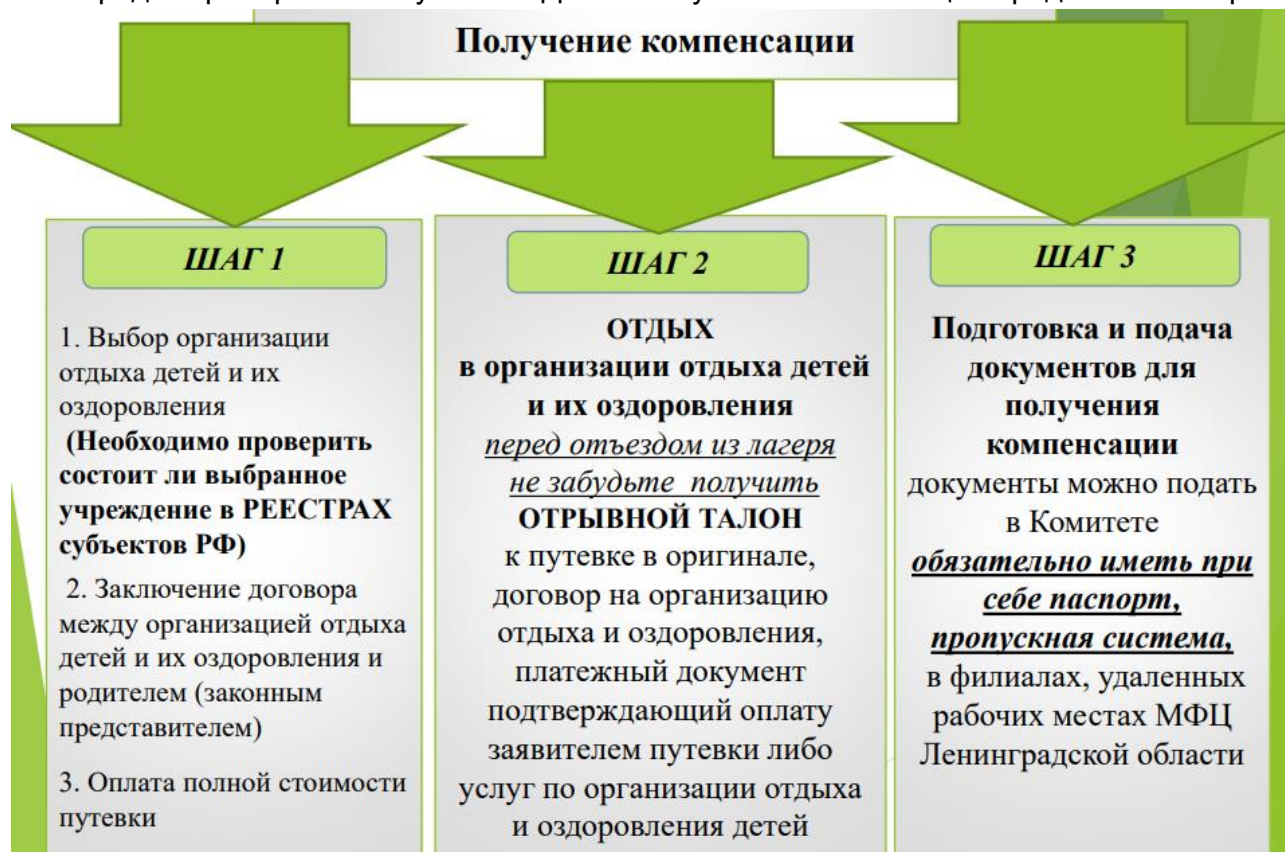 Получение компенсации
ШАГ 1
1. Выбор организации
отдыха детей и их
оздоровления
(Необходимо проверить
состоит ли выбранное
учреждение в РЕЕСТРАХ
субъектов РФ)
2. Заключение договора
между организацией отдыха
детей и их оздоровления и
родителем (законным
представителем)
3. Оплата полной стоимости
путевки
ШАГ 2
ОТДЫХ
в организации отдыха детей
и их оздоровления
перед отъездом из лагеря
не забудьте получить
ОТРЫВНОЙ ТАЛОН
к путевке в оригинале,
договор на организацию
отдыха и оздоровления,
платежный документ
подтверждающий оплату
заявителем путевки либо
услуг по организации отдыха
и оздоровления детей
ШАГ 3
Подготовка и подача
документов для
получения
компенсации
документы можно подать
в Комитете
обязательно иметь при
себе паспорт,
пропускная система,
в филиалах, удаленных
рабочих местах МФЦ
Ленинградской области